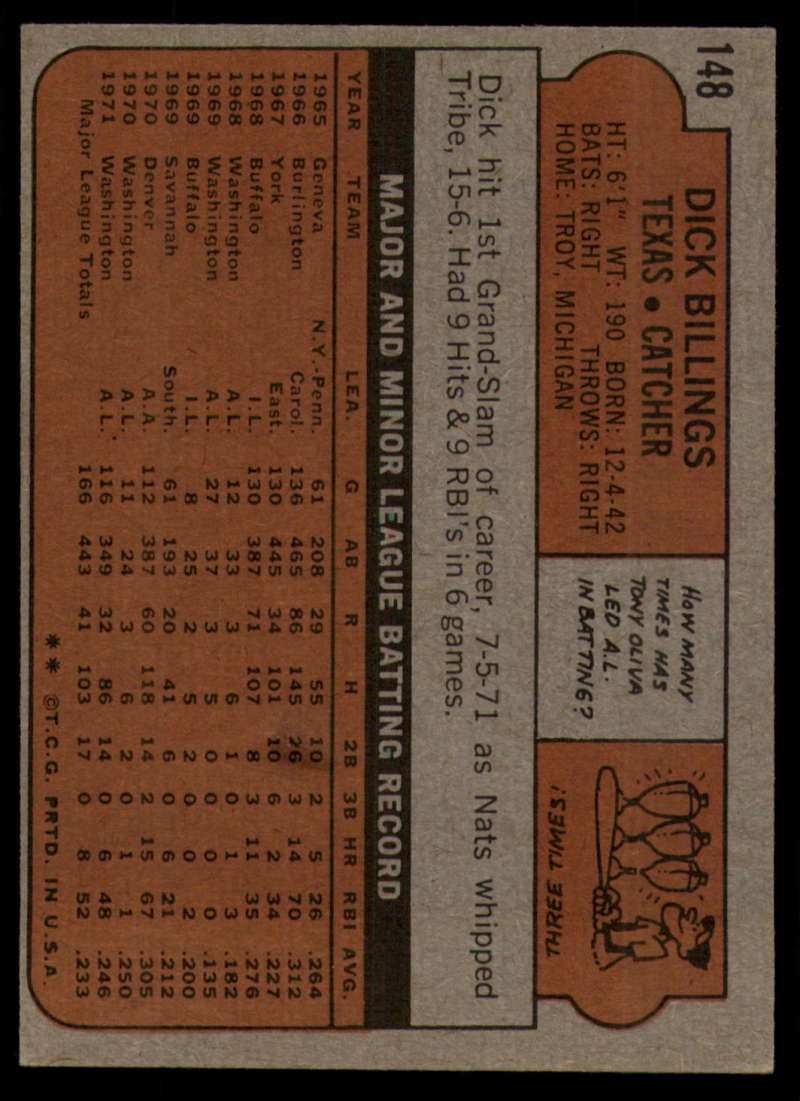 148
DICK BILLINGS
TEXAS • CATCHER
HT: 6'1" WT: 190 BORN: 12-4-42
BATS: RIGHT THROWS: RIGHT
HOME: TROY, MICHIGAN
HOW MANY
TIMES HAS
TONY OLIVA
LED A.L.
IN BATTING?
THREE TIMES!
Dick hit 1st Grand-Slam of career, 7-5-71 as Nats whipped
Tribe, 15-6. Had 9 Hits & 9 RBI's in 6 games.
MAJOR AND MINOR LEAGUE BATTING RECORD
YEAR TEAM LEA. G AB R H 2B 3B HR RBI AVG.
1965 Geneva N.Y.-Penn. 61 208 29 55 10 2 5 26 .264
1966 Burlington Carol. 136 465 86 145 26 3 14 70 .312
1967 York East. 130 445 34 101 10 6 2 34 .227
1968 Buffalo I.L. 130 387 71 107 8 3 11 35 .276
1968 Washington A.L. 12 33 3 6 1 0 1 3 .182
1969 Washington A.L. 27 37 3 5 0 0 0 0 .135
1969 Buffalo I.L. 8 25 2 5 2 0 0 2 .200
1969 Savannah South. 61 193 20 41 6 0 6 21 .212
1970 Denver A.A. 112 387 60 118 14 2 15 67 .305
1970 Washington A.L. 11 24 3 6 2 0 1 1 .250
1971 Washington A.L. 116 349 32 86 14 0 6 48 .246
Major League Totals 166 443 41 103 17 0 8 52 .233
** ©T.C.G. PRTD. IN U.S.A.